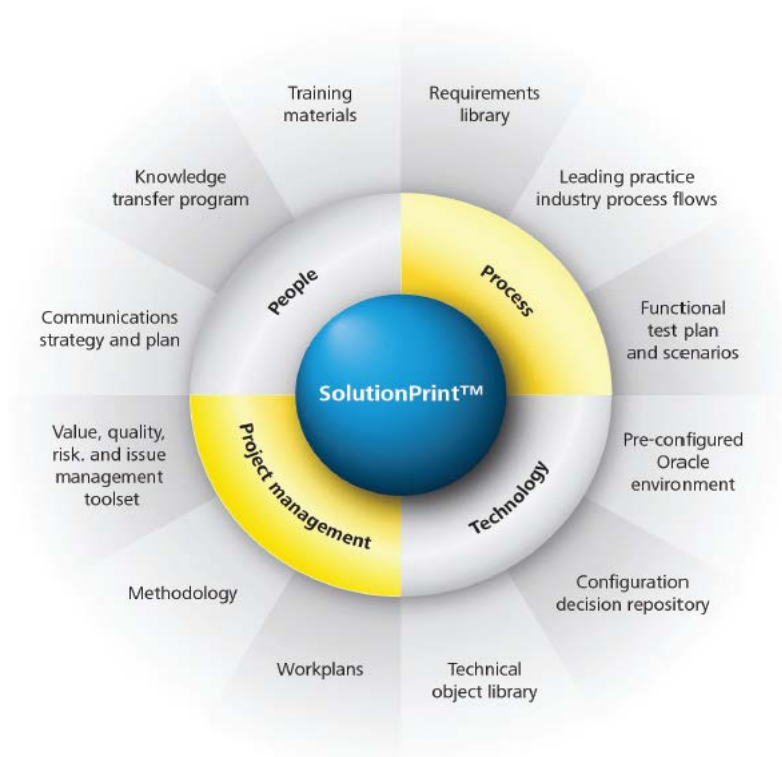 Training
materials
Requirements
library
Knowledge
transfer program
Leading practice
industry process flows
People
Process
Communications
strategy and plan
Functional
test plan
and scenarios
SolutionPrint™
Value, quality,
risk. and issue
management
toolset
Pre-configured
Oracle
environment
Project management
Technology
Methodology
Configuration
decision repository
Workplans
Technical
object library